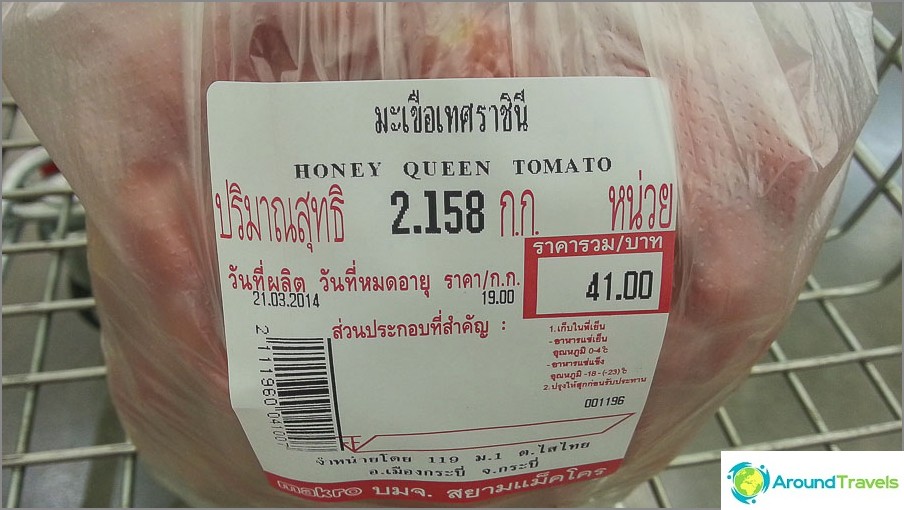 มะเขือเทศราชินี
HONEY QUEEN TOMATO
ปริมาณสุทธิ 2.158 ก.ก หน่วย
ราคารวม/บาท
41.00
วันที่ผลิต วันที่หมดอายุ ราคา/ก.ก.
21.03.2014 19.00
ส่วนประกอบที่สำคัญ :
1. เก็บในที่เย็น
- อาหารแช่เย็น
อุณหภูมิ 0-4°C
- อาหารแช่แข็ง
อุณหภูมิ -18 - (-23)°C
2. ปรุงให้สุกก่อนรับประทาน
001196
2 111960 041007
จำหน่ายโดย 119 ม.1 ต.ไสไทย
อ.เมืองกระบี่ จ.กระบี่
makro บมจ. สยามแม็คโคร
AroundTravels